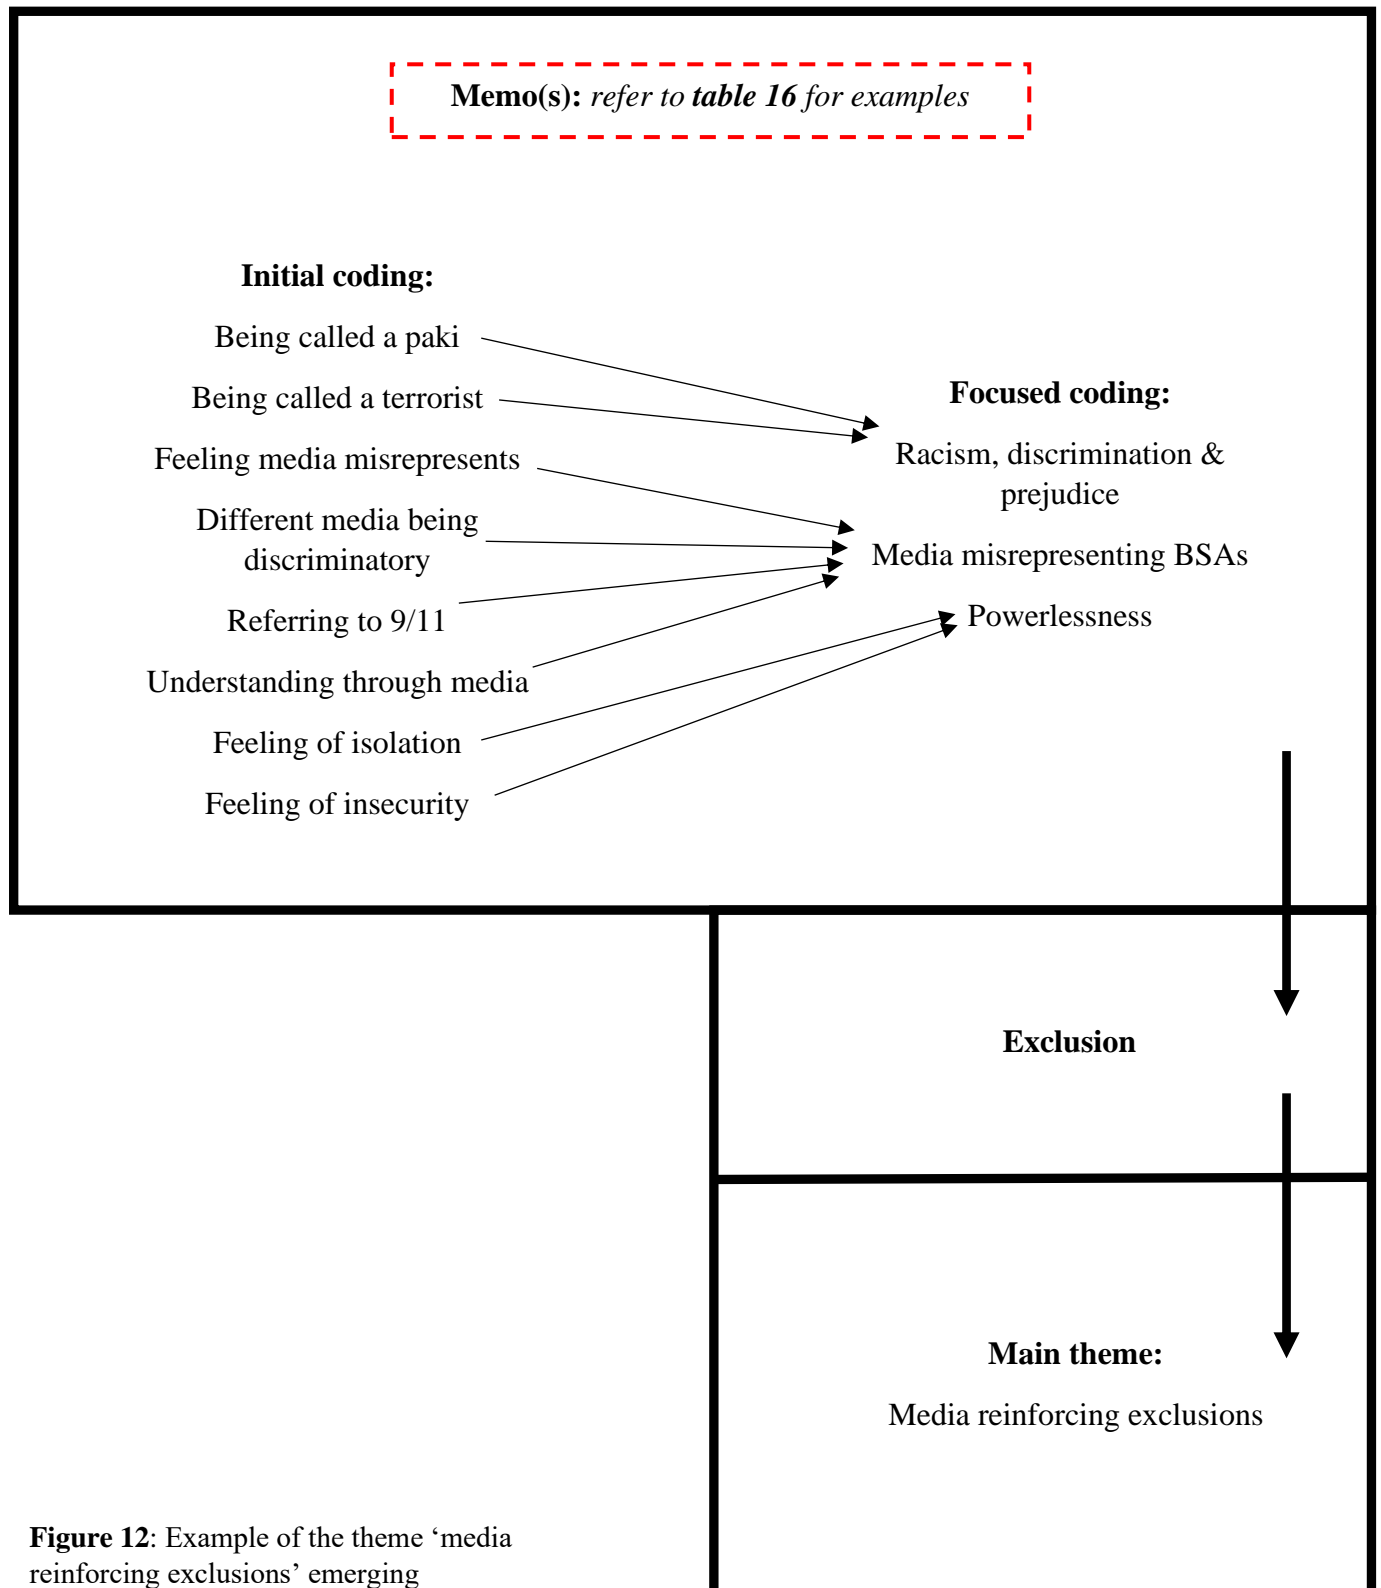 Memo(s): refer to table 16 for examples
Initial coding:
Being called a paki
Being called a terrorist
Feeling media misrepresents
Different media being
discriminatory
Referring to 9/11
Understanding through media
Feeling of isolation
Feeling of insecurity
Focused coding:
Racism, discrimination &
prejudice
Media misrepresenting BSAs
Powerlessness
Exclusion
Main theme:
Media reinforcing exclusions
Figure 12: Example of the theme ‘media
reinforcing exclusions’ emerging